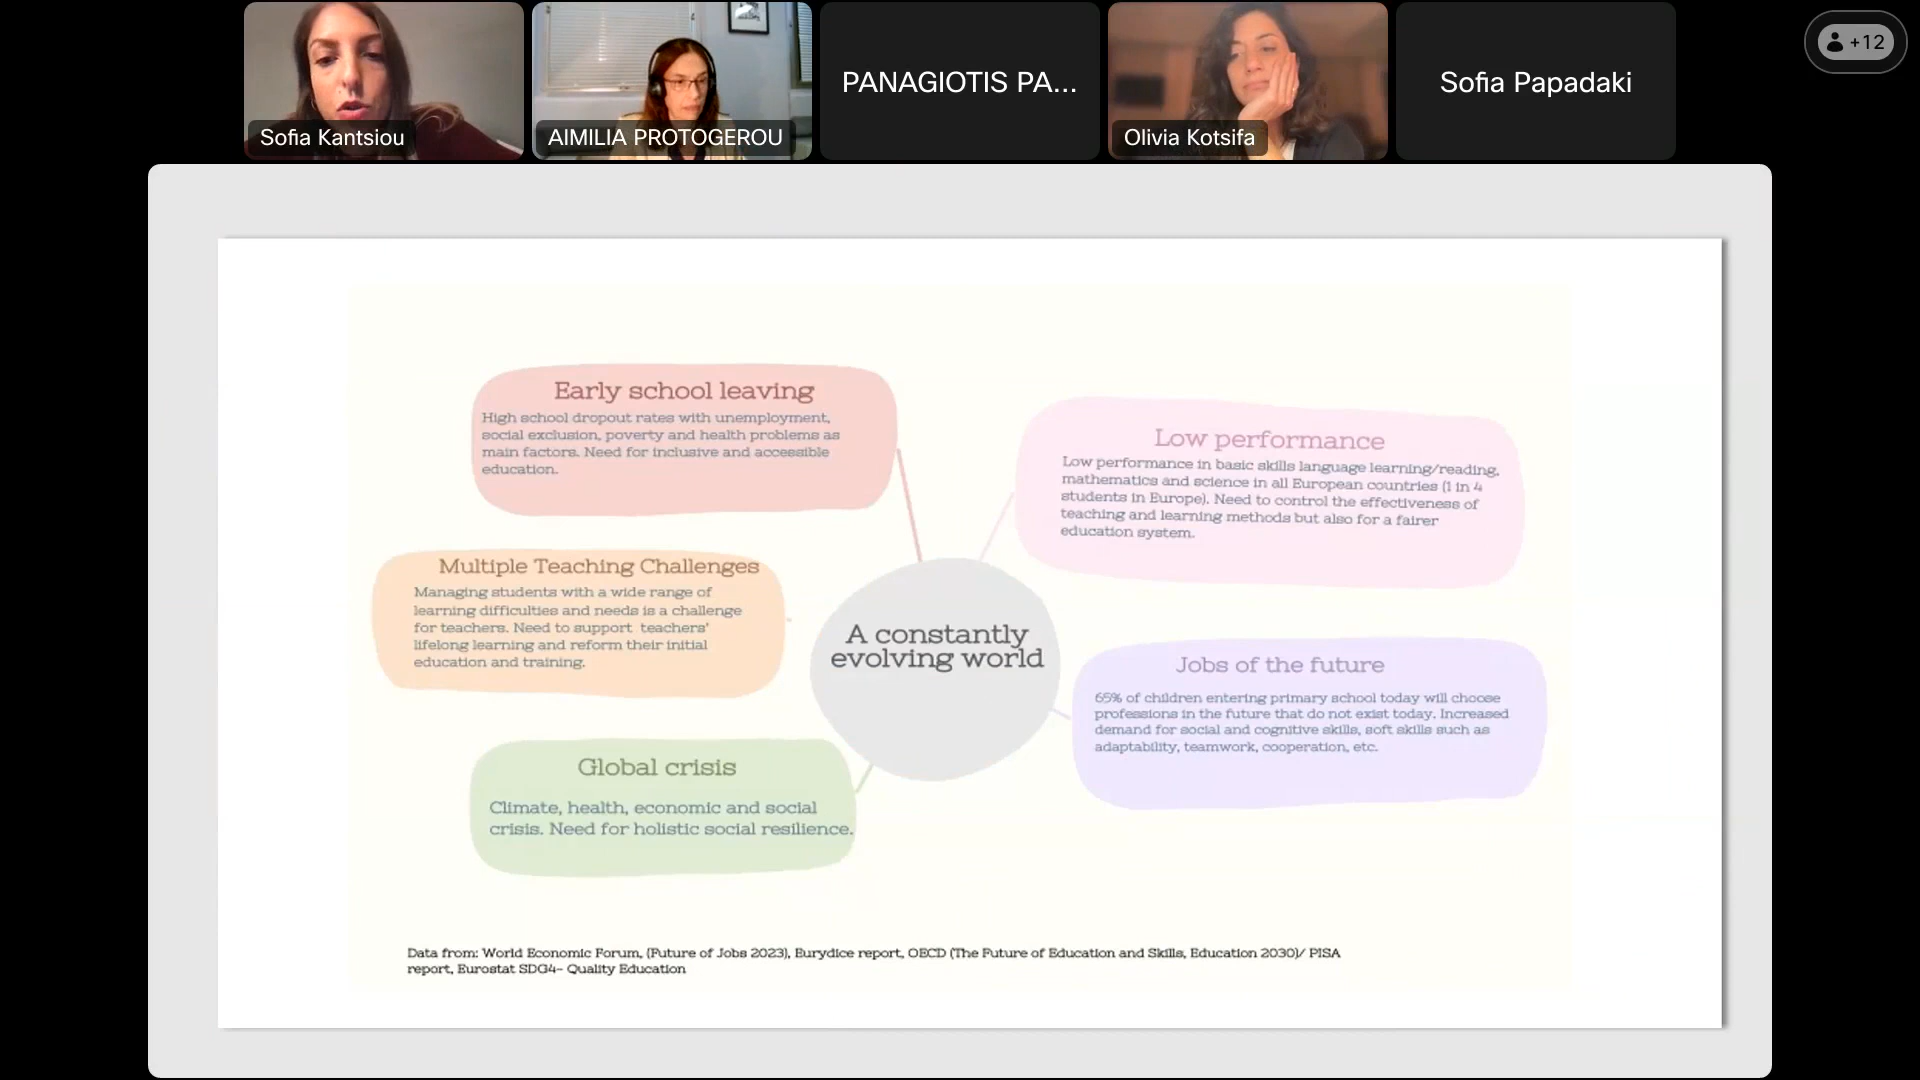 Sofia Kantsiou
AIMILIA PROTOGEROU
PANAGIOTIS PA...
Olivia Kotsifa
Sofia Papadaki
+12
Early school leaving
High school dropout rates with unemployment,
social exclusion, poverty and health problems as
main factors. Need for inclusive and accessible
education.
Low performance
Low performance in basic skills language learning/reading,
mathematics and science in all European countries (1 in 4
students in Europe). Need to control the effectiveness of
teaching and learning methods but also for a fairer
education system.
Multiple Teaching Challenges
Managing students with a wide range of
learning difficulties and needs is a challenge
for teachers. Need to support teachers'
lifelong learning and reform their initial
education and training.
A constantly
evolving world
Jobs of the future
65% of children entering primary school today will choose
professions in the future that do not exist today. Increased
demand for social and cognitive skills, soft skills such as
adaptability, teamwork, cooperation, etc.
Global crisis
Climate, health, economic and social
crisis. Need for holistic social resilience.
Data from: World Economic Forum, (Future of Jobs 2023), Eurydice report, OECD (The Future of Education and Skills, Education 2030)/ PISA
report, Eurostat SDG4- Quality Education